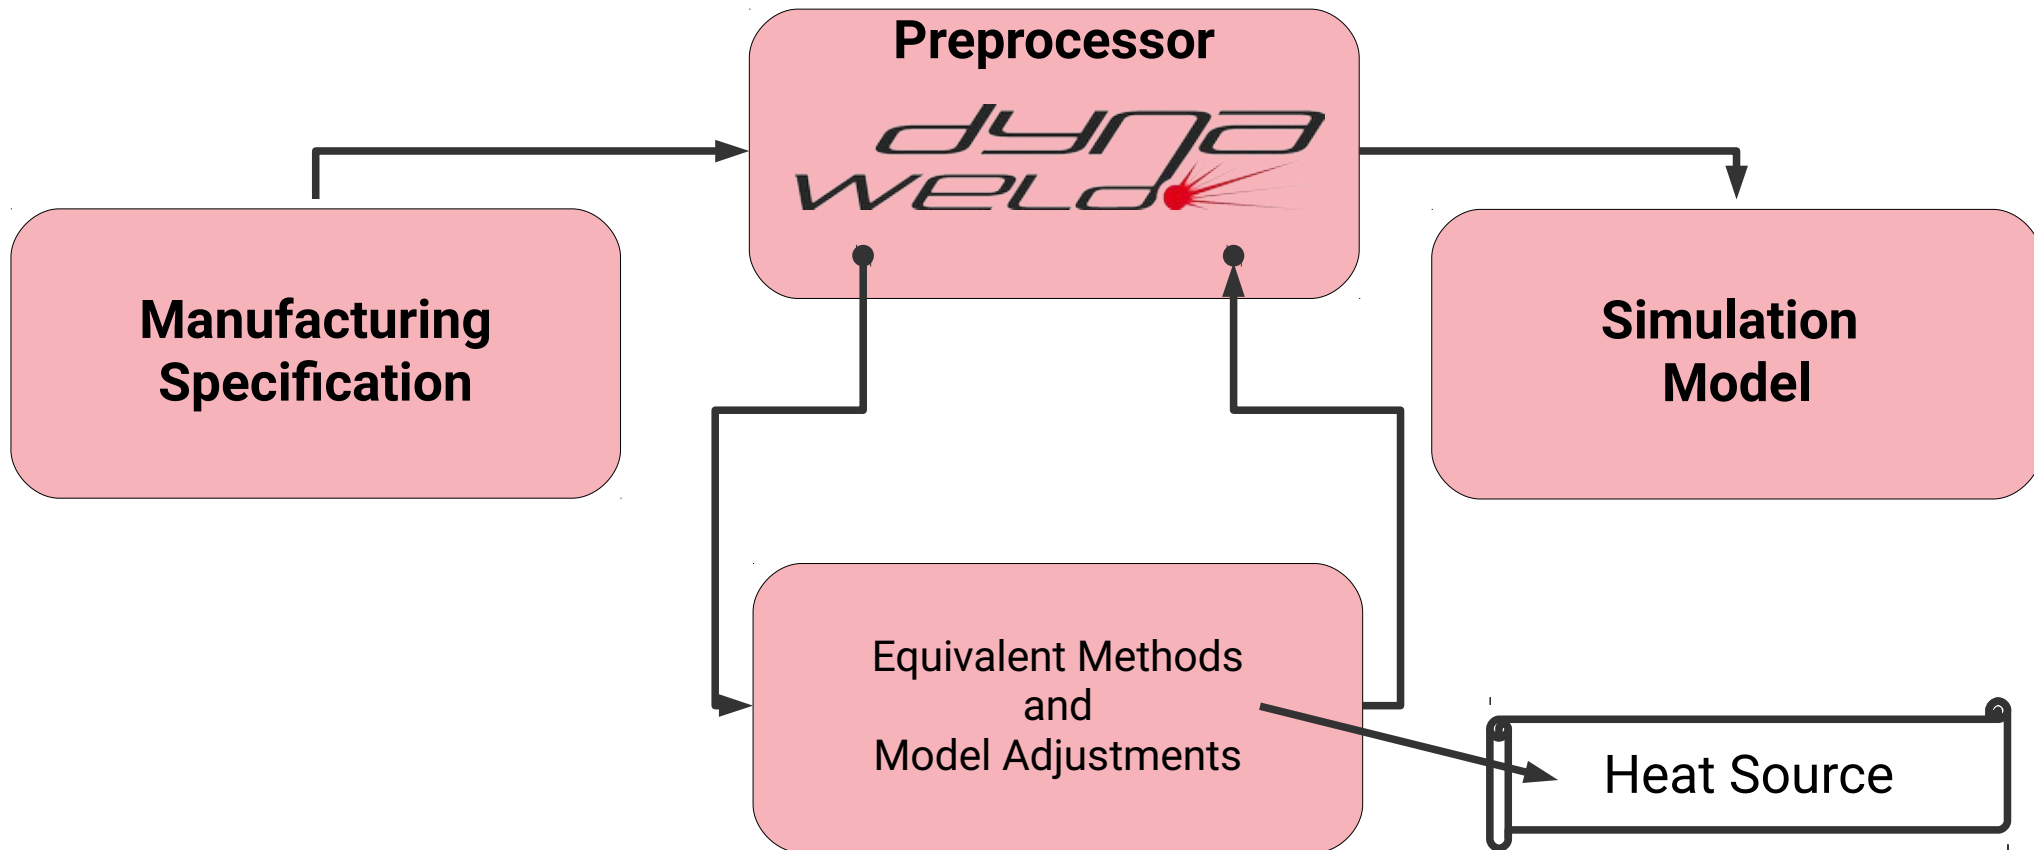 Preprocessor
dyna
weld
Manufacturing
Specification
Simulation
Model
Equivalent Methods
and
Model Adjustments
Heat Source